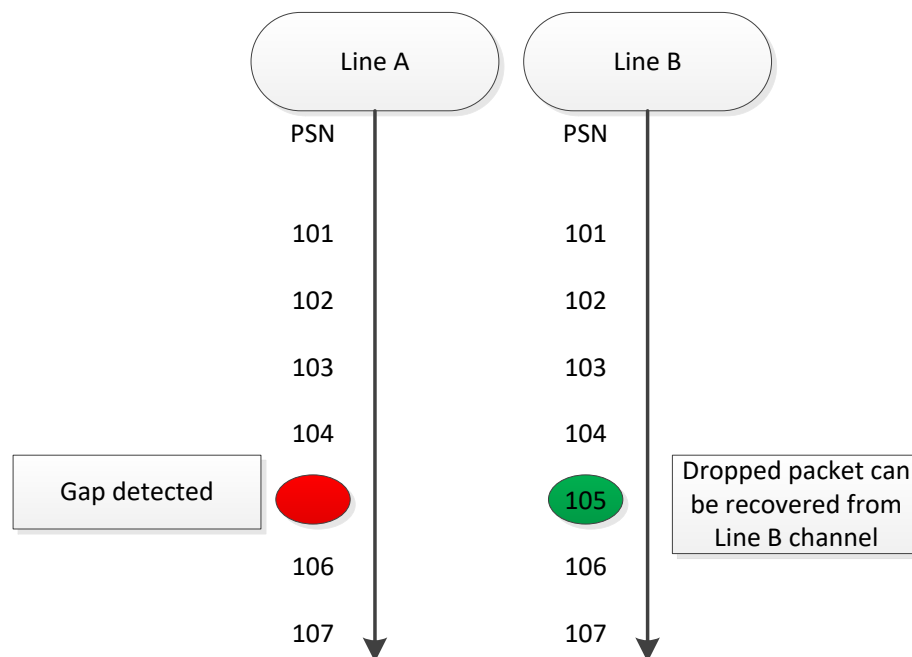 Line A
Line B
PSN
PSN
101
101
102
102
103
103
104
104
Gap detected
105
Dropped packet can
be recovered from
Line B channel
106
106
107
107